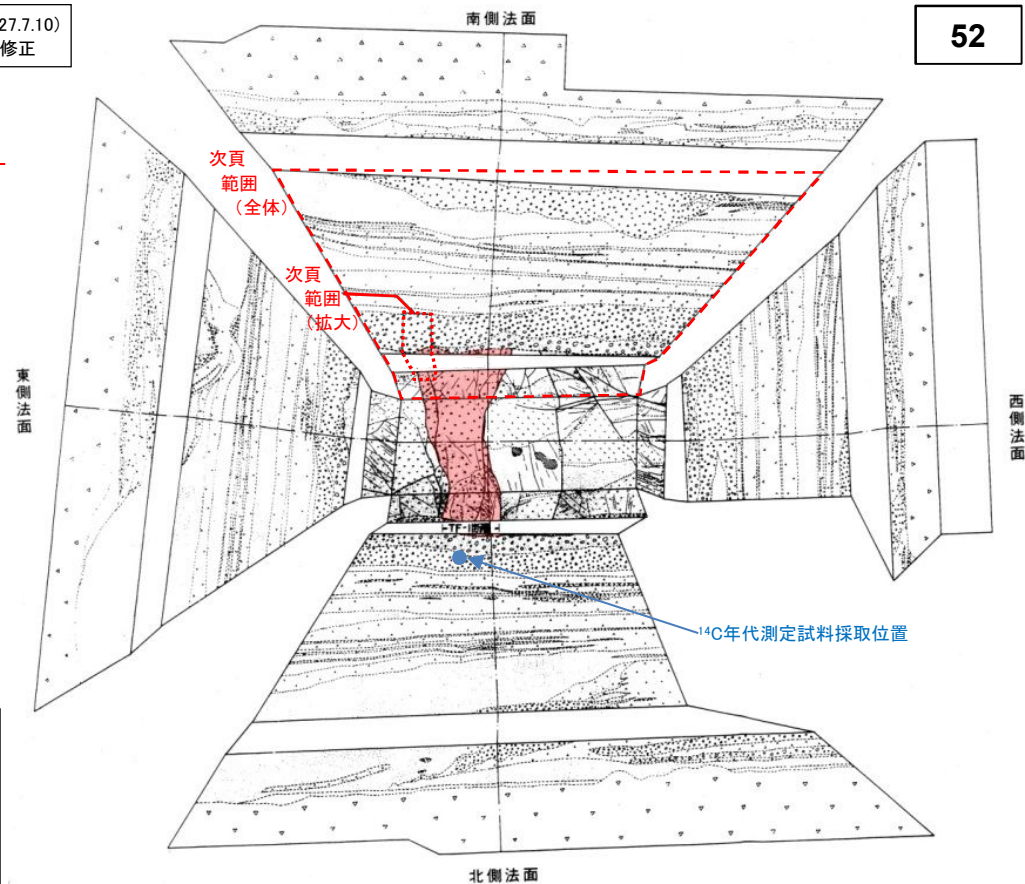 27.7.10)
修正
南側法面
52
次頁
範囲
(全体)
次頁
範囲
(拡大)
東側法面
西側法面
14C年代測定試料採取位置
北側法面